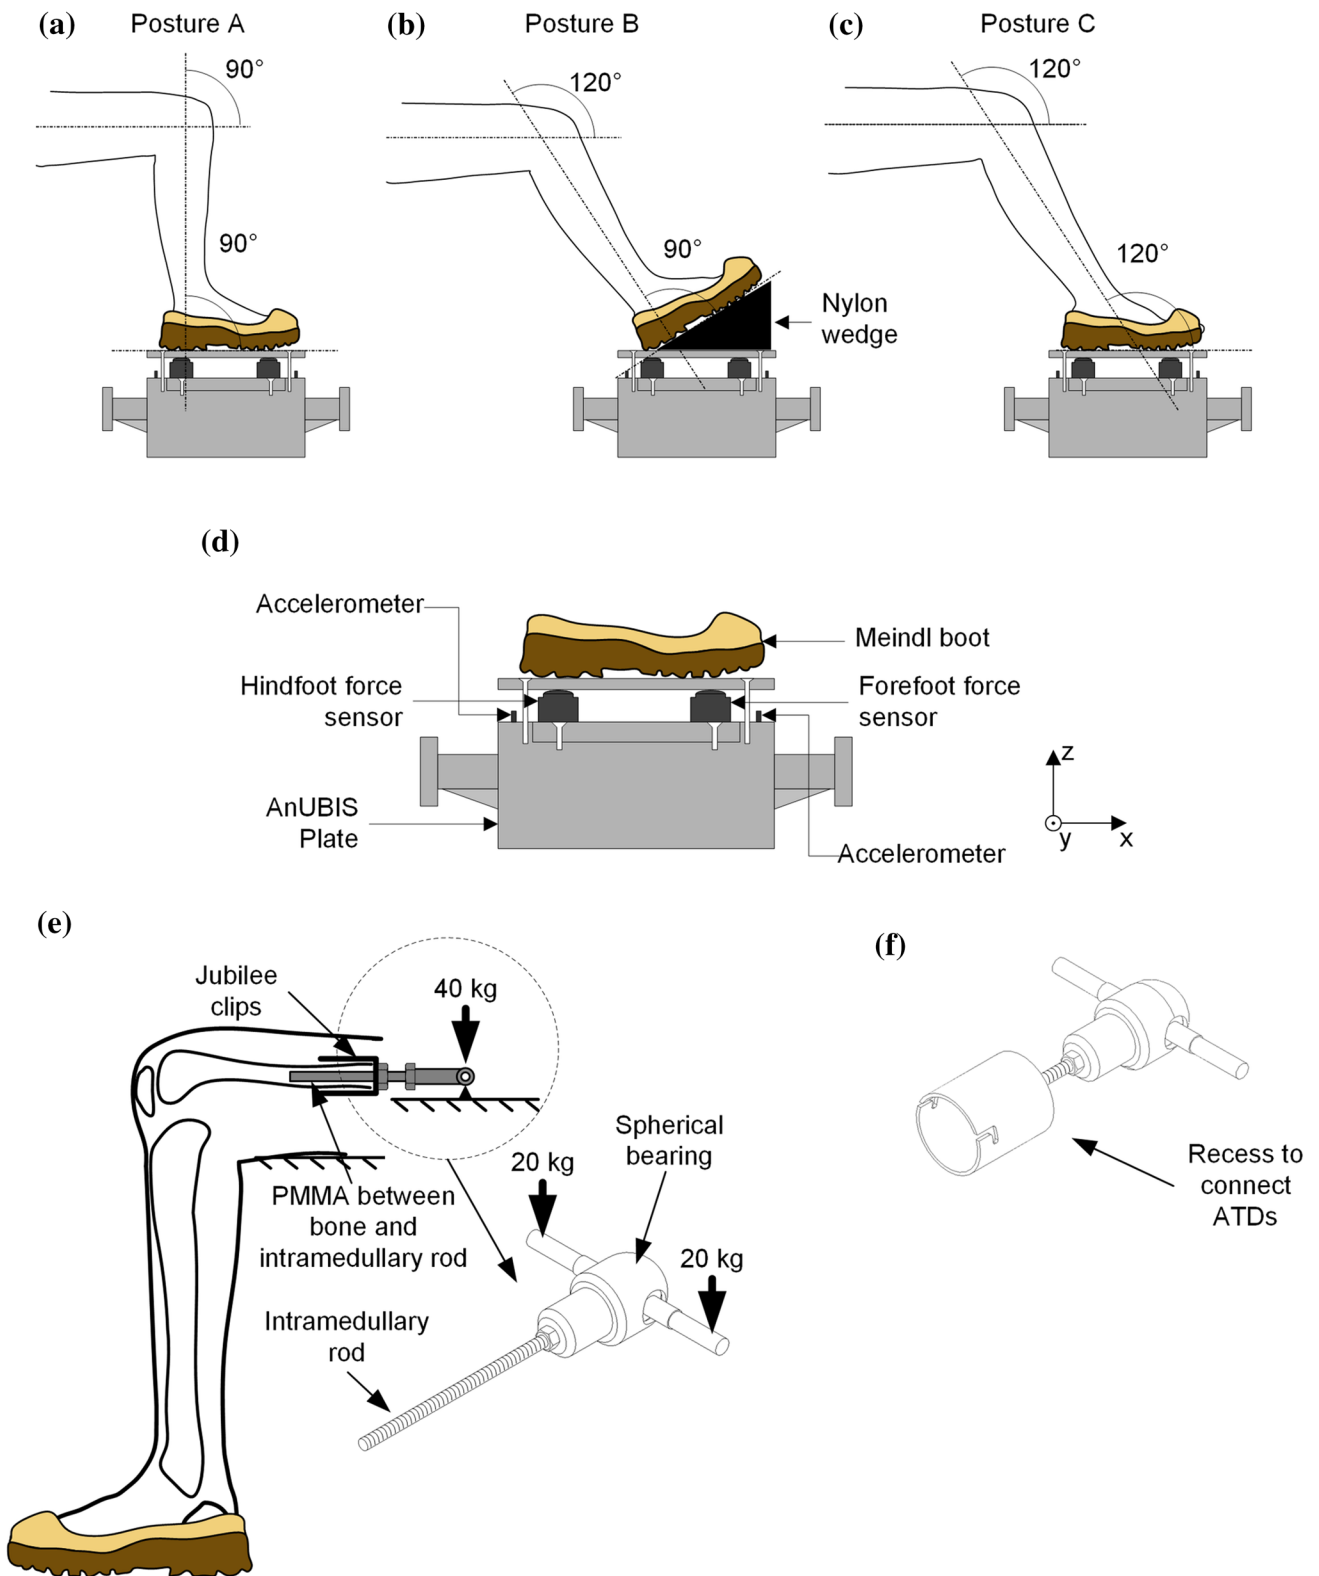 (a) Posture A
90°
90°
(b) Posture B
120°
90°
Nylon
wedge
(c) Posture C
120°
120°
(d)
Accelerometer
Hindfoot force
sensor
AnUBIS
Plate
Meindl boot
Forefoot force
sensor
Accelerometer
z
y
x
(e)
Jubilee
clips
40 kg
PMMA between
bone and
intramedullary rod
Spherical
bearing
20 kg
20 kg
Intramedullary
rod
(f)
Recess to
connect
ATDs